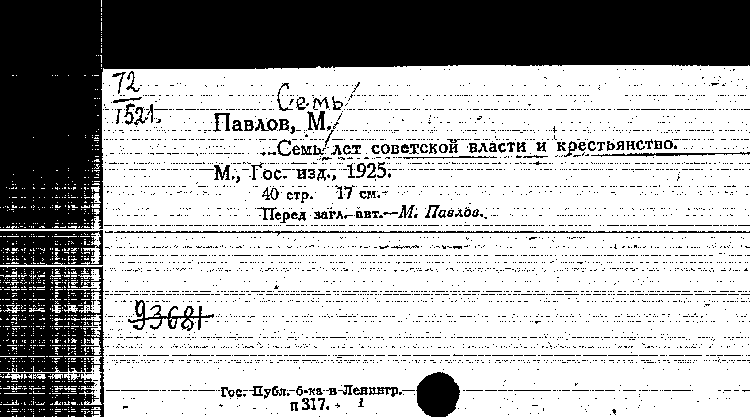 72
1521.
Семь
Павлов, М.
...Семь лет советской власти и крестьянство.
М., Гос. изд., 1925.
40 стр. 17 см.
Перед загл. авт.—М. Павлов.
93681
Гос. Публ. б-ка в Ленингр.
п 317. 1